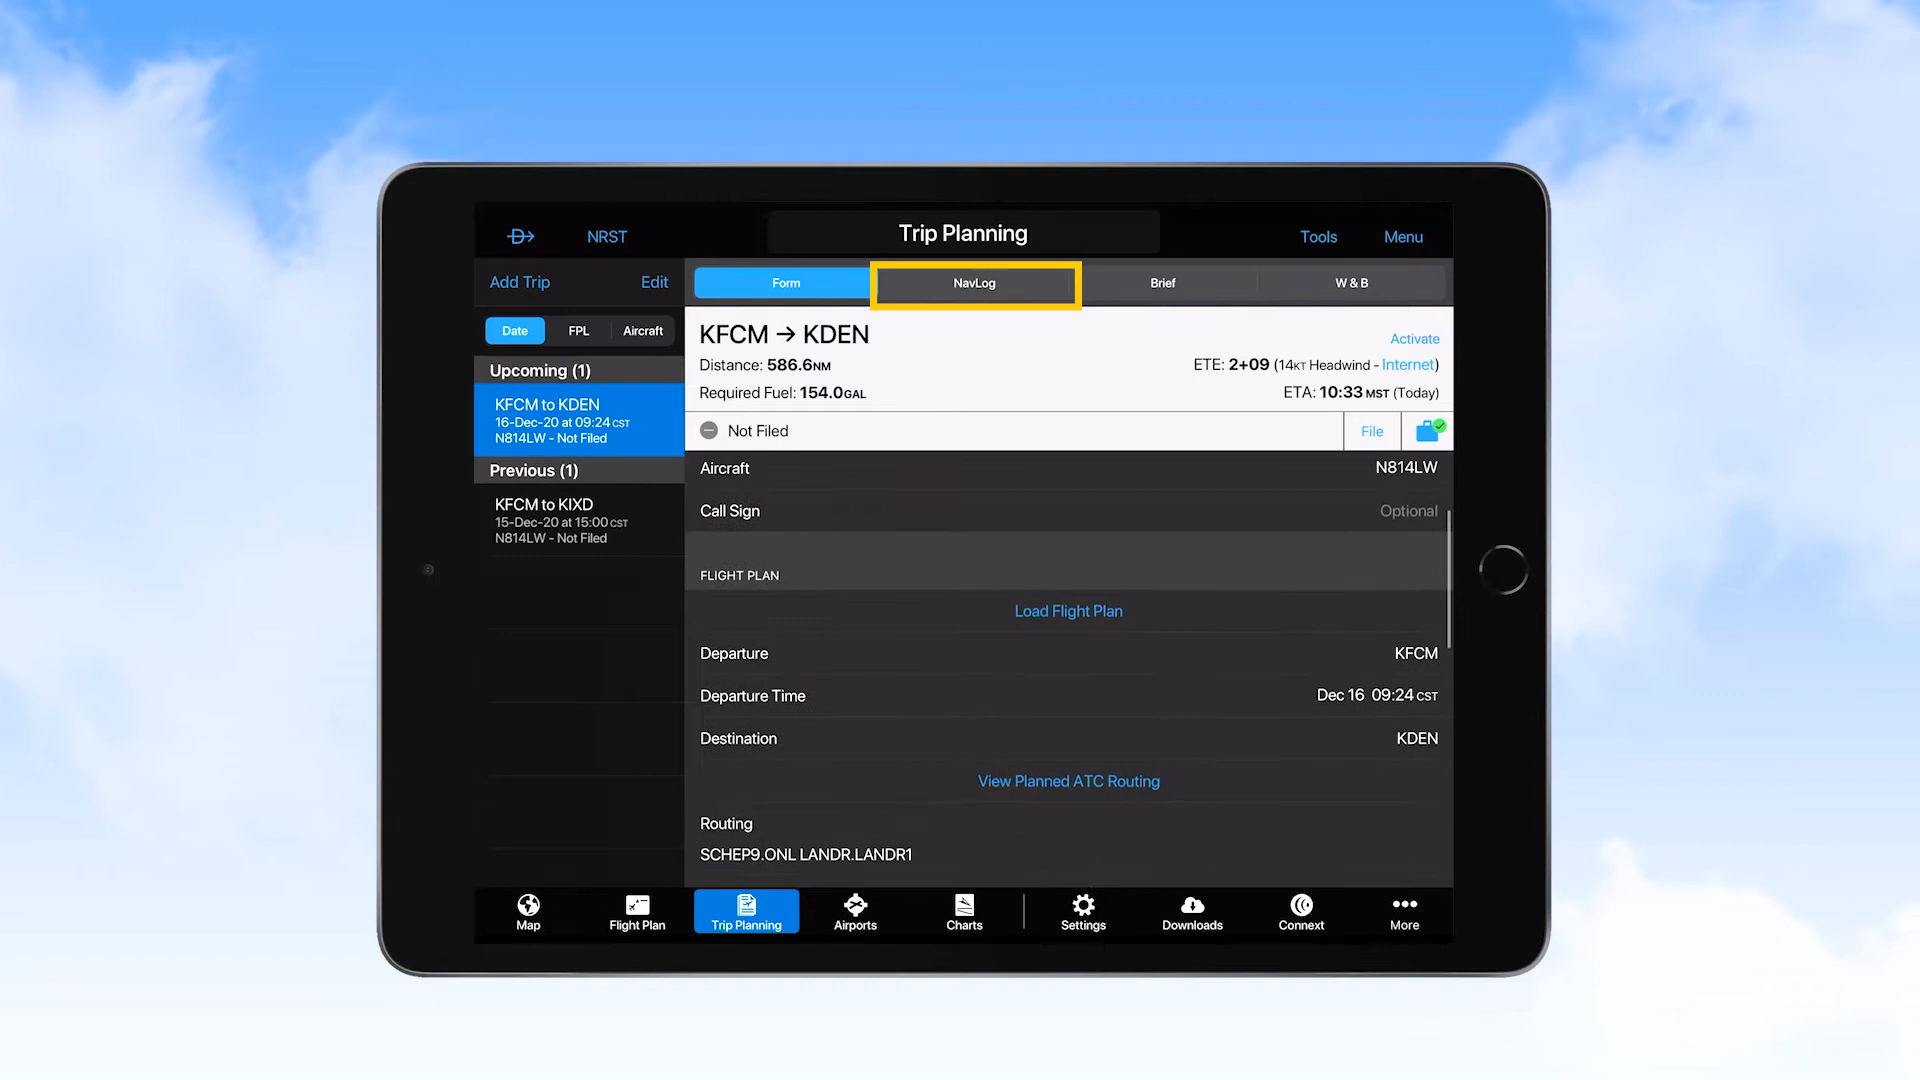 NRST
Trip Planning
Tools
Menu
Add Trip
Edit
Form
NavLog
Brief
W & B
Date
FPL
Aircraft
Upcoming (1)
KFCM to KDEN
16-Dec-20 at 09:24 CST
N814LW - Not Filed
Previous (1)
KFCM to KIXD
15-Dec-20 at 15:00 CST
N814LW - Not Filed
KFCM → KDEN
Activate
Distance: 586.6NM
ETE: 2+09 (14KT Headwind - Internet)
Required Fuel: 154.0GAL
ETA: 10:33 MST (Today)
Not Filed
File
Aircraft
N814LW
Call Sign
Optional
FLIGHT PLAN
Load Flight Plan
Departure
KFCM
Departure Time
Dec 16 09:24 CST
Destination
KDEN
View Planned ATC Routing
Routing
SCHEP9.ONL LANDR.LANDR1
Map
Flight Plan
Trip Planning
Airports
Charts
Settings
Downloads
Connext
More